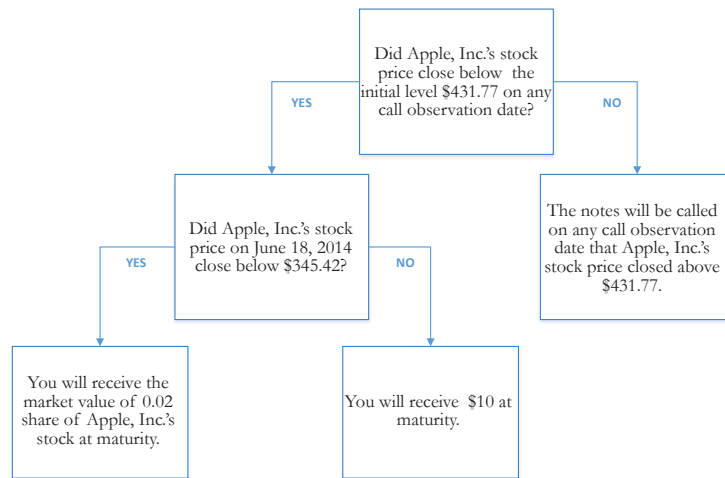 Did Apple, Inc.'s stock
price close below the
initial level $431.77 on any
call observation date?
YES
NO
Did Apple, Inc.'s stock
price on June 18, 2014
close below $345.42?
The notes will be called
on any call observation
date that Apple, Inc.'s
stock price closed above
$431.77.
YES
NO
You will receive the
market value of 0.02
share of Apple, Inc.'s
stock at maturity.
You will receive $10 at
maturity.